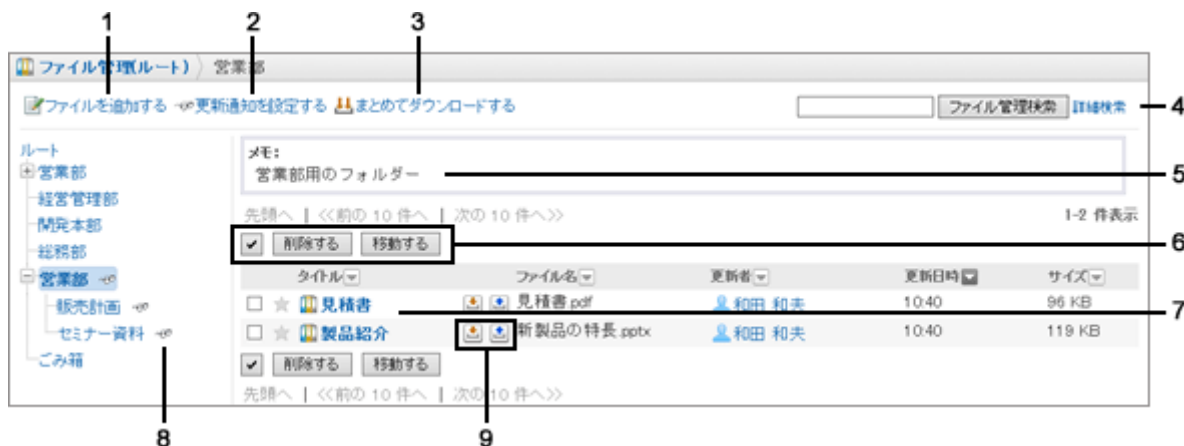 1 2 3
ファイル管理(ルート) 営業部
ファイルを追加する 更新通知を設定する まとめてダウンロードする ファイル管理検索 詳細検索 4
ルート
営業部
経営管理部
開発本部
総務部
営業部
販売計画
セミナー資料
ごみ箱
メモ:
営業部用のフォルダー 5
先頭へ | <<前の 10 件へ | 次の 10 件へ>> 1-2 件表示
削除する 移動する 6
タイトル ファイル名 更新者 更新日時 サイズ
見積書 見積書.pdf 和田 和夫 10:40 96 KB 7
製品紹介 新製品の特長.pptx 和田 和夫 10:40 119 KB
削除する 移動する
先頭へ | <<前の 10 件へ | 次の 10 件へ>>
8 9